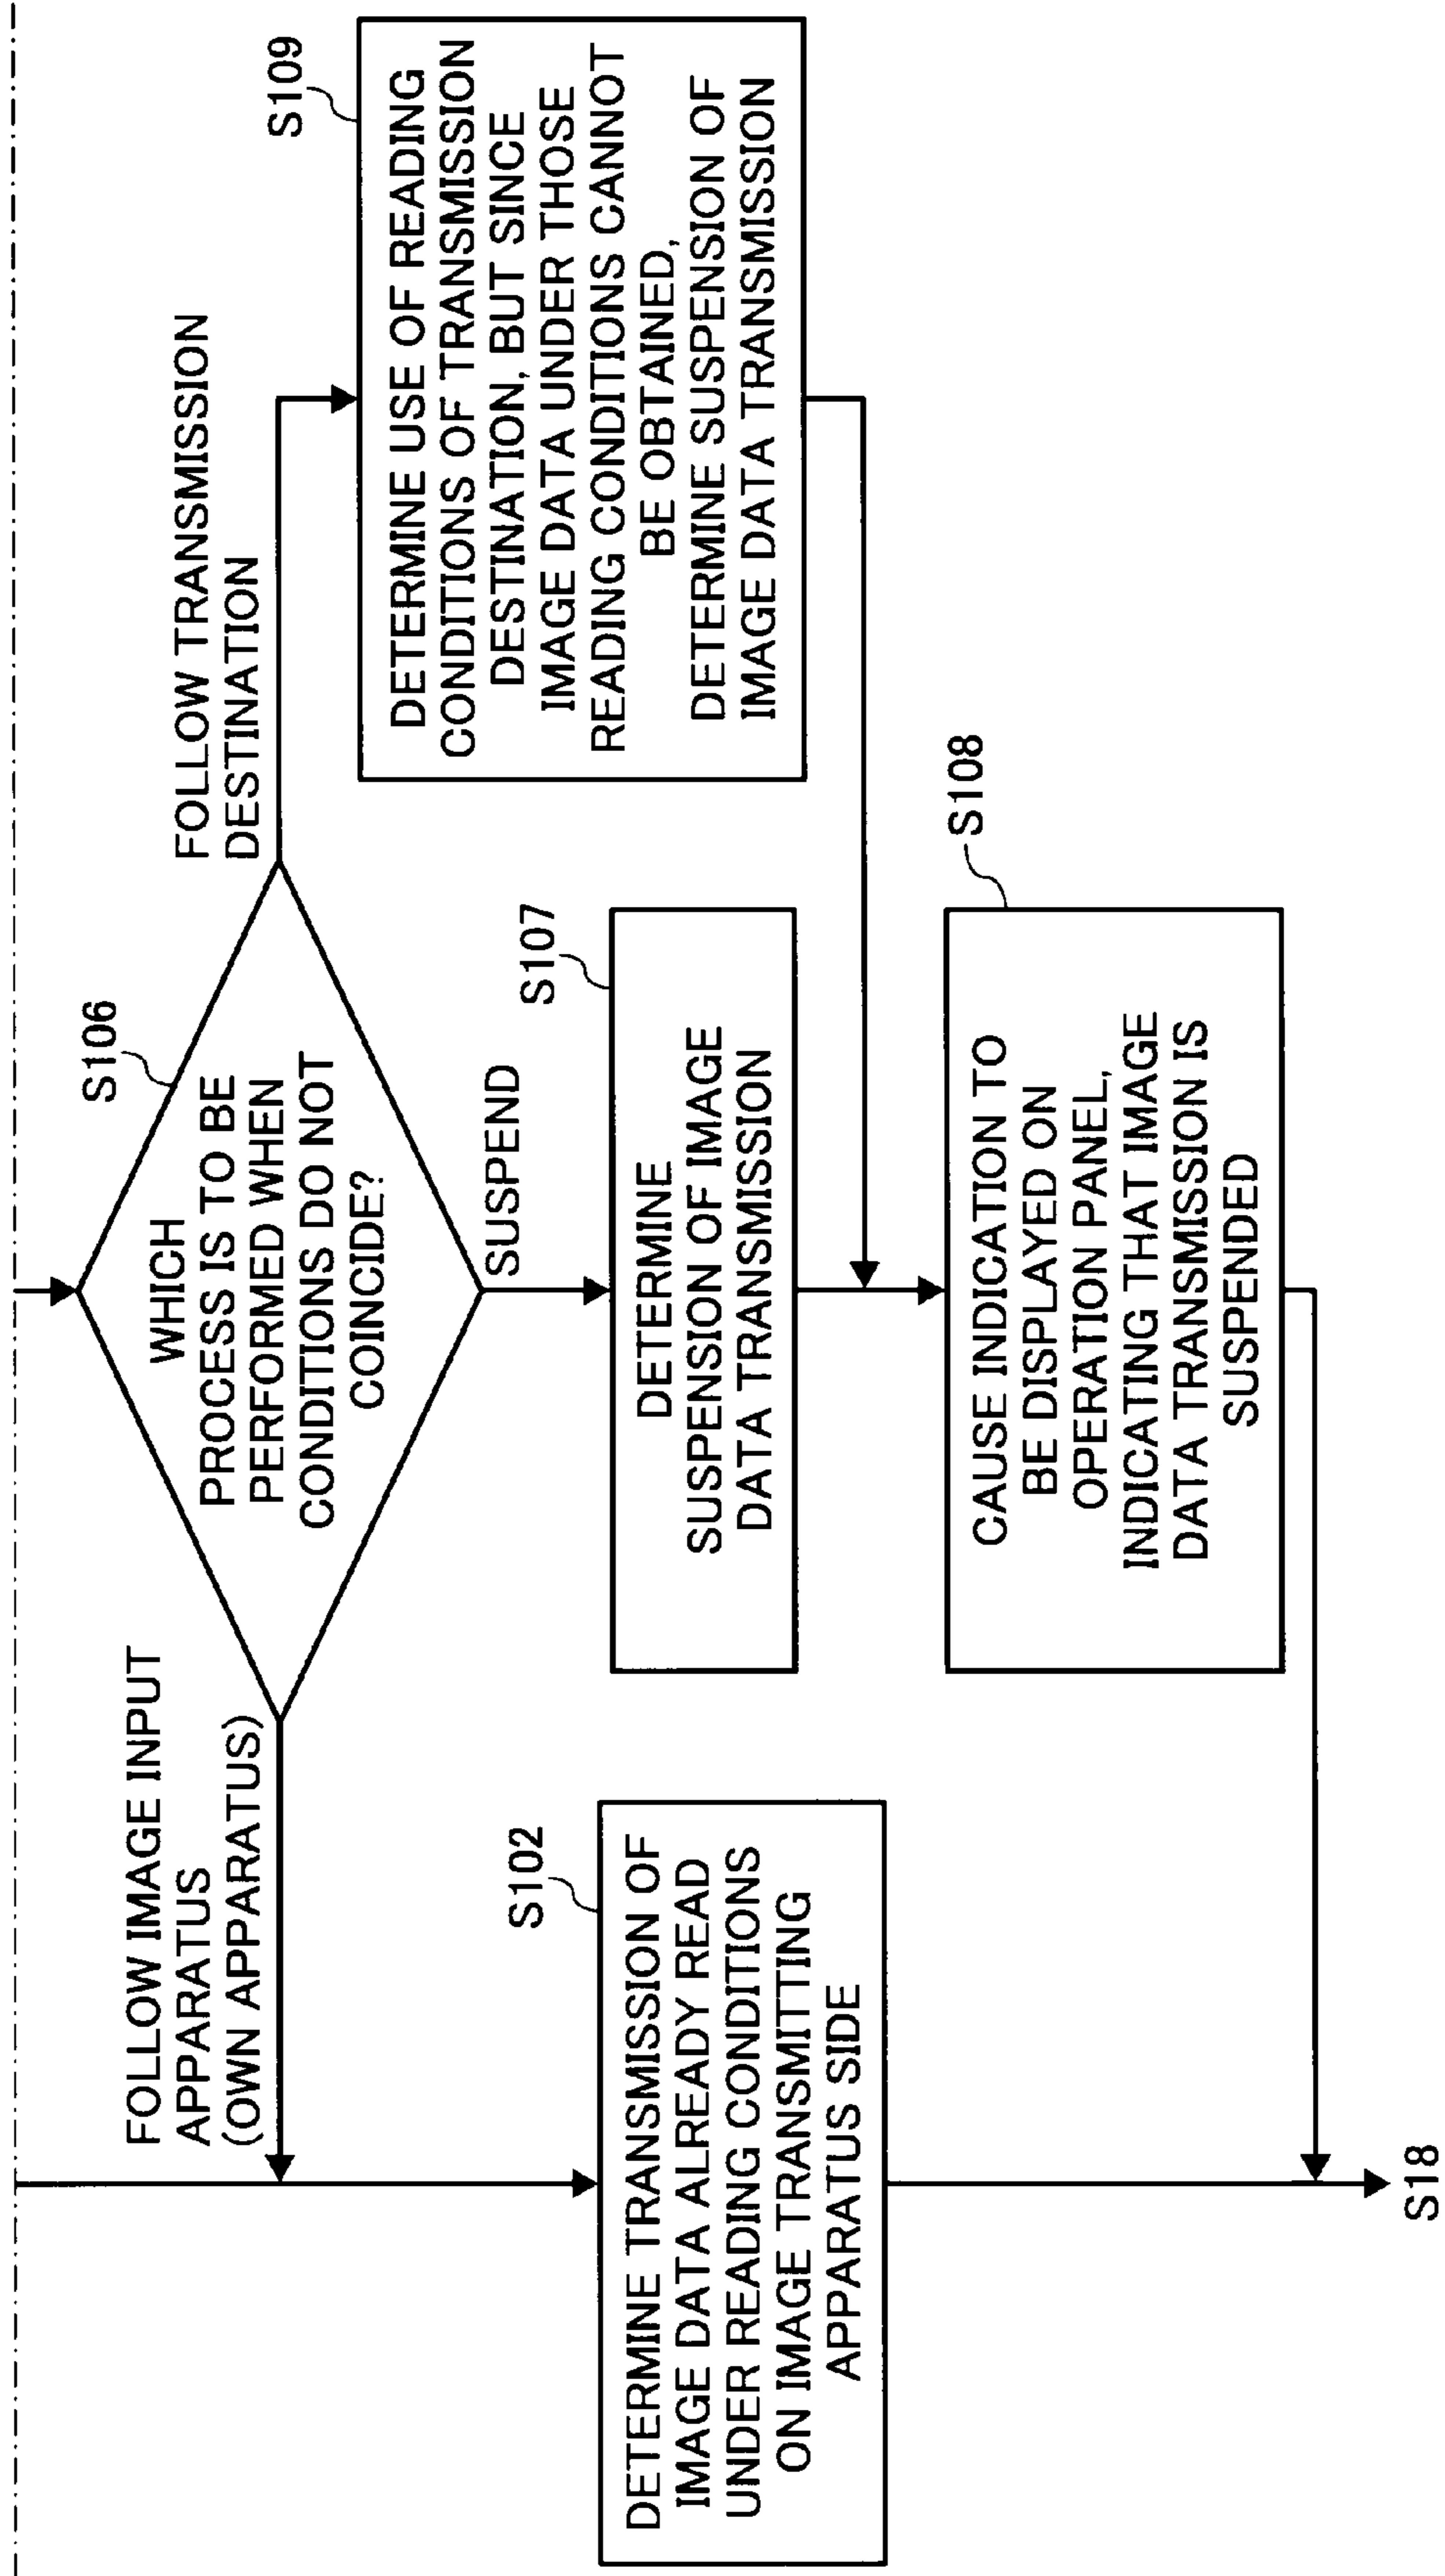 S106
WHICH
PROCESS IS TO BE
PERFORMED WHEN
CONDITIONS DO NOT
COINCIDE?
FOLLOW IMAGE INPUT
APPARATUS
(OWN APPARATUS)
FOLLOW TRANSMISSION
DESTINATION
SUSPEND
S102
DETERMINE TRANSMISSION OF
IMAGE DATA ALREADY READ
UNDER READING CONDITIONS
ON IMAGE TRANSMITTING
APPARATUS SIDE
S107
DETERMINE
SUSPENSION OF IMAGE
DATA TRANSMISSION
S109
DETERMINE USE OF READING
CONDITIONS OF TRANSMISSION
DESTINATION, BUT SINCE
IMAGE DATA UNDER THOSE
READING CONDITIONS CANNOT
BE OBTAINED,
DETERMINE SUSPENSION OF
IMAGE DATA TRANSMISSION
S108
CAUSE INDICATION TO
BE DISPLAYED ON
OPERATION PANEL,
INDICATING THAT IMAGE
DATA TRANSMISSION IS
SUSPENDED
S18